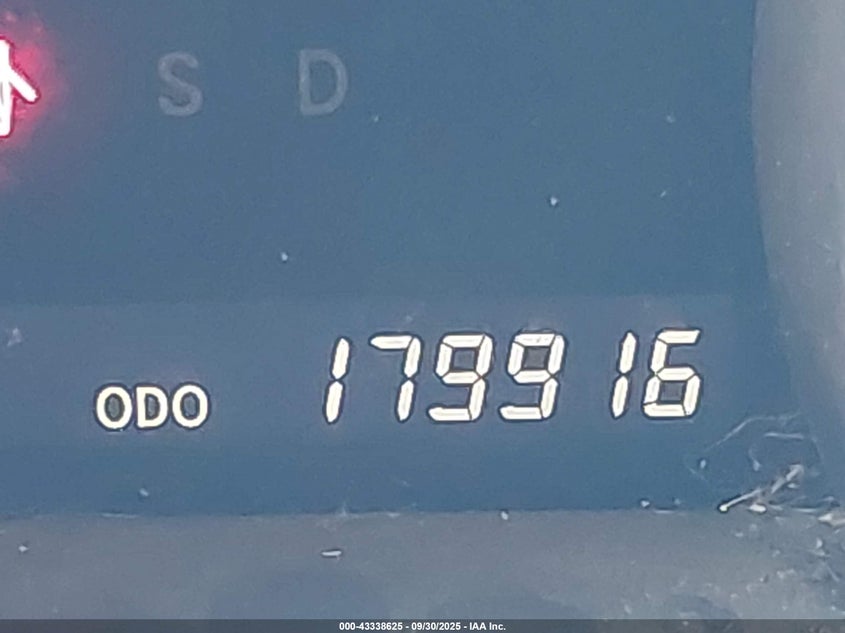 S D
ODO 179916
000-43338625 - 09/30/2025 - IAA Inc.